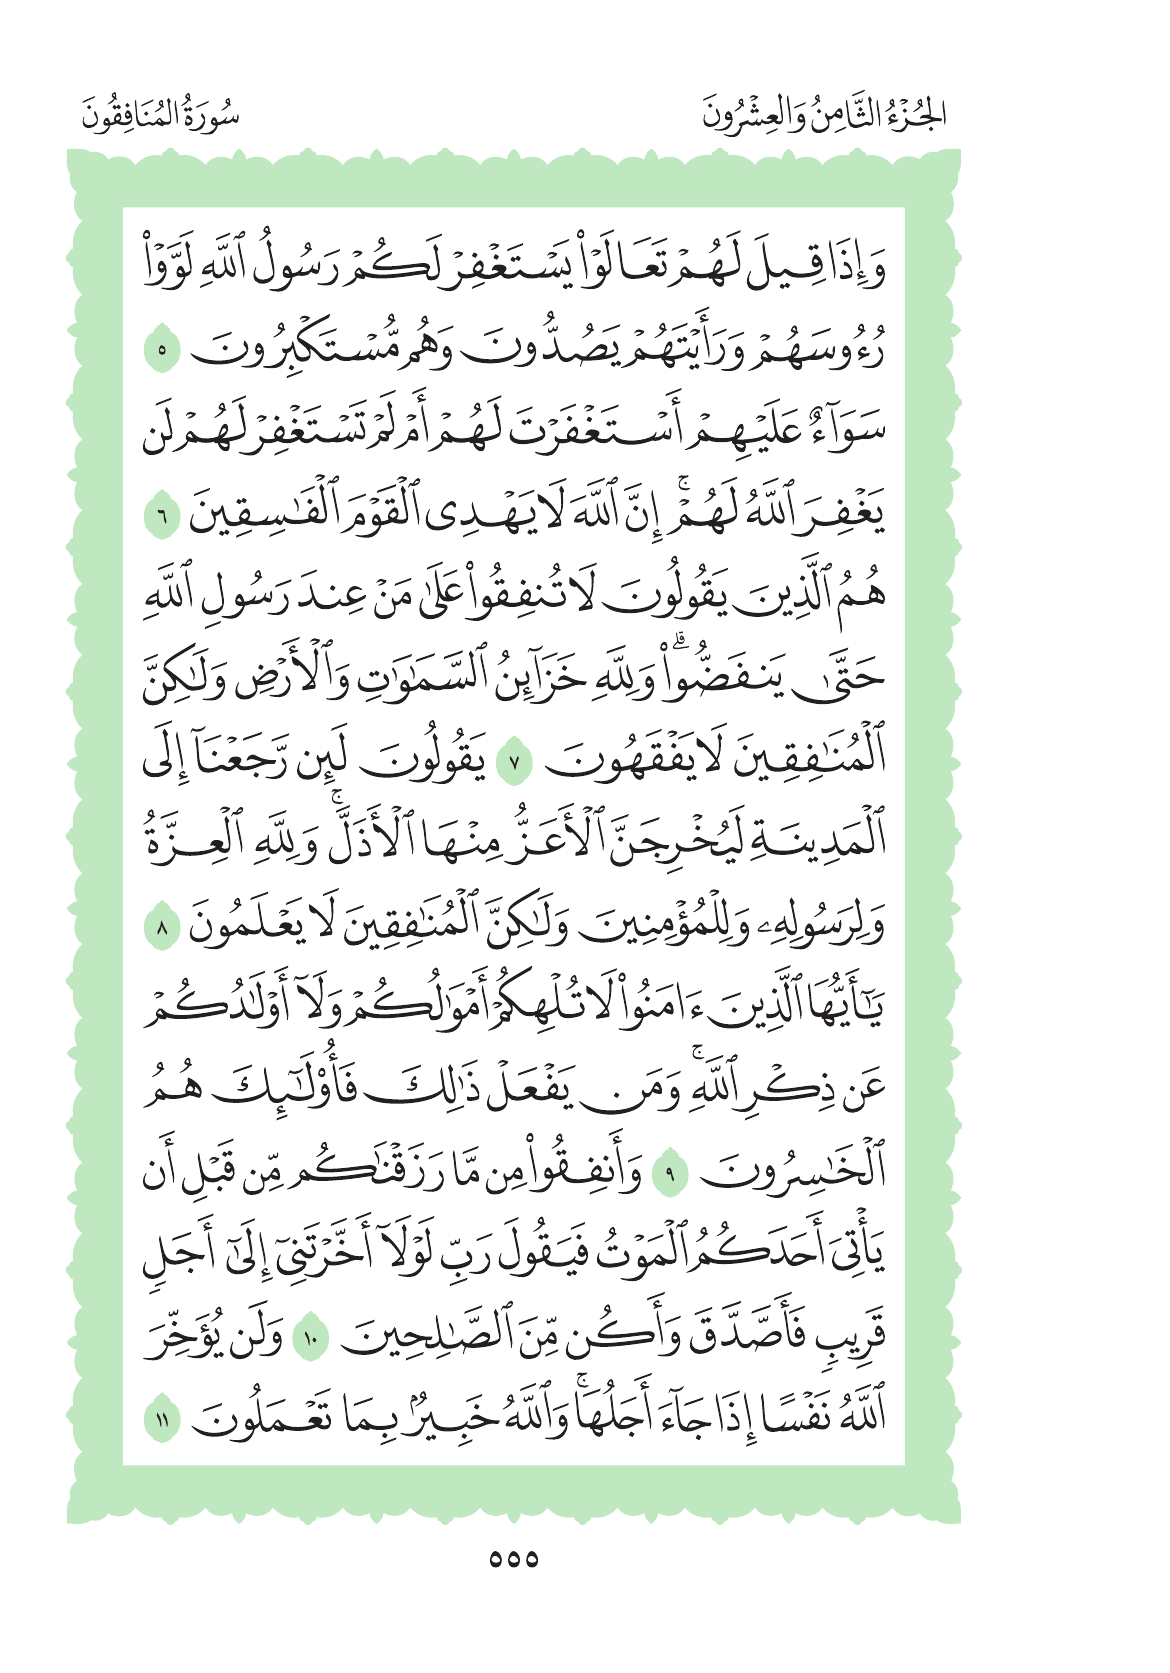 الجُزْءُ الثَّامِنُ وَالعِشْرُونَ
سُورَةُ المُنَافِقُونَ
وَإِذَا قِيلَ لَهُمْ تَعَالَوْا۟ يَسْتَغْفِرْ لَكُمْ رَسُولُ ٱللَّهِ لَوَّوْا۟
رُءُوسَهُمْ وَرَأَيْتَهُمْ يَصُدُّونَ وَهُم مُّسْتَكْبِرُونَ ٥
سَوَآءٌ عَلَيْهِمْ أَسْتَغْفَرْتَ لَهُمْ أَمْ لَمْ تَسْتَغْفِرْ لَهُمْ لَن
يَغْفِرَ ٱللَّهُ لَهُمْ ۚ إِنَّ ٱللَّهَ لَا يَهْدِى ٱلْقَوْمَ ٱلْفَـٰسِقِينَ ٦
هُمُ ٱلَّذِينَ يَقُولُونَ لَا تُنفِقُوا۟ عَلَىٰ مَنْ عِندَ رَسُولِ ٱللَّهِ
حَتَّىٰ يَنفَضُّوا۟ ۗ وَلِلَّهِ خَزَآئِنُ ٱلسَّمَـٰوَٰتِ وَٱلْأَرْضِ وَلَـٰكِنَّ
ٱلْمُنَـٰفِقِينَ لَا يَفْقَهُونَ ٧ يَقُولُونَ لَئِن رَّجَعْنَآ إِلَى
ٱلْمَدِينَةِ لَيُخْرِجَنَّ ٱلْأَعَزُّ مِنْهَا ٱلْأَذَلَّ ۚ وَلِلَّهِ ٱلْعِزَّةُ
وَلِرَسُولِهِۦ وَلِلْمُؤْمِنِينَ وَلَـٰكِنَّ ٱلْمُنَـٰفِقِينَ لَا يَعْلَمُونَ ٨
يَـٰٓأَيُّهَا ٱلَّذِينَ ءَامَنُوا۟ لَا تُلْهِكُمْ أَمْوَٰلُكُمْ وَلَآ أَوْلَـٰدُكُمْ
عَن ذِكْرِ ٱللَّهِ ۚ وَمَن يَفْعَلْ ذَٰلِكَ فَأُو۟لَـٰٓئِكَ هُمُ
ٱلْخَـٰسِرُونَ ٩ وَأَنفِقُوا۟ مِن مَّا رَزَقْنَـٰكُم مِّن قَبْلِ أَن
يَأْتِىَ أَحَدَكُمُ ٱلْمَوْتُ فَيَقُولَ رَبِّ لَوْلَآ أَخَّرْتَنِىٓ إِلَىٰٓ أَجَلٍ
قَرِيبٍ فَأَصَّدَّقَ وَأَكُن مِّنَ ٱلصَّـٰلِحِينَ ١٠ وَلَن يُؤَخِّرَ
ٱللَّهُ نَفْسًا إِذَا جَآءَ أَجَلُهَا ۚ وَٱللَّهُ خَبِيرٌۢ بِمَا تَعْمَلُونَ ١١
٥٥٥